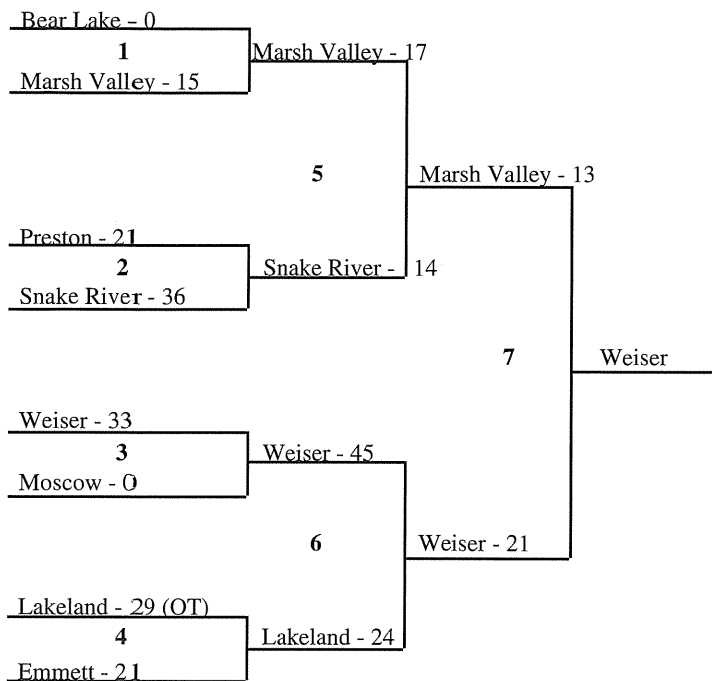 Bear Lake - 0
1
Marsh Valley - 17
Marsh Valley - 15
5
Marsh Valley - 13
Preston - 21
2
Snake River - 14
Snake River - 36
7
Weiser
Weiser - 33
3
Weiser - 45
Moscow - 0
6
Weiser - 21
Lakeland - 29 (OT)
4
Lakeland - 24
Emmett - 21